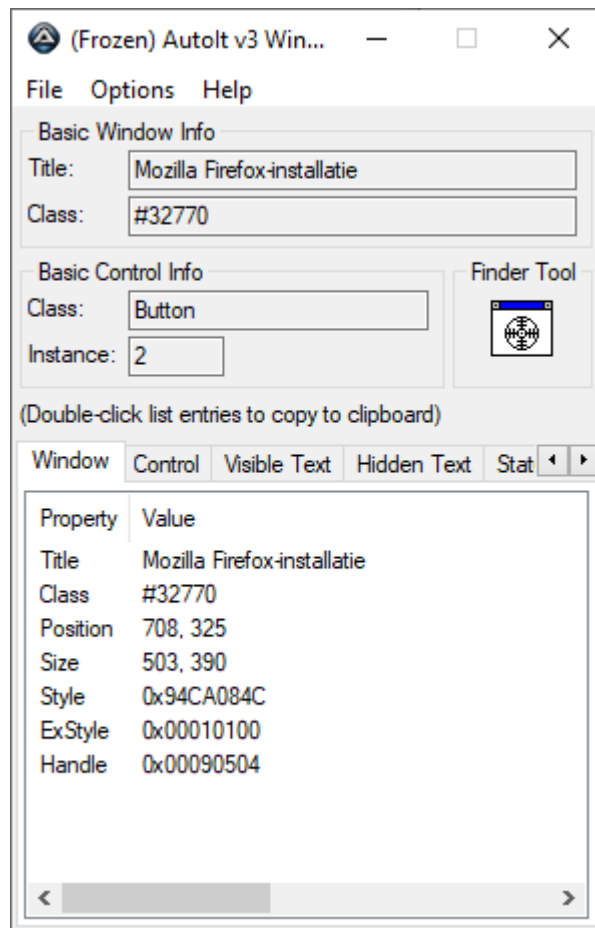 (Frozen) AutoIt v3 Win...
File Options Help
Basic Window Info
Title: Mozilla Firefox-installatie
Class: #32770
Basic Control Info
Finder Tool
Class: Button
Instance: 2
(Double-click list entries to copy to clipboard)
Window Control Visible Text Hidden Text Stat
Property Value
Title Mozilla Firefox-installatie
Class #32770
Position 708, 325
Size 503, 390
Style 0x94CA084C
ExStyle 0x00010100
Handle 0x00090504